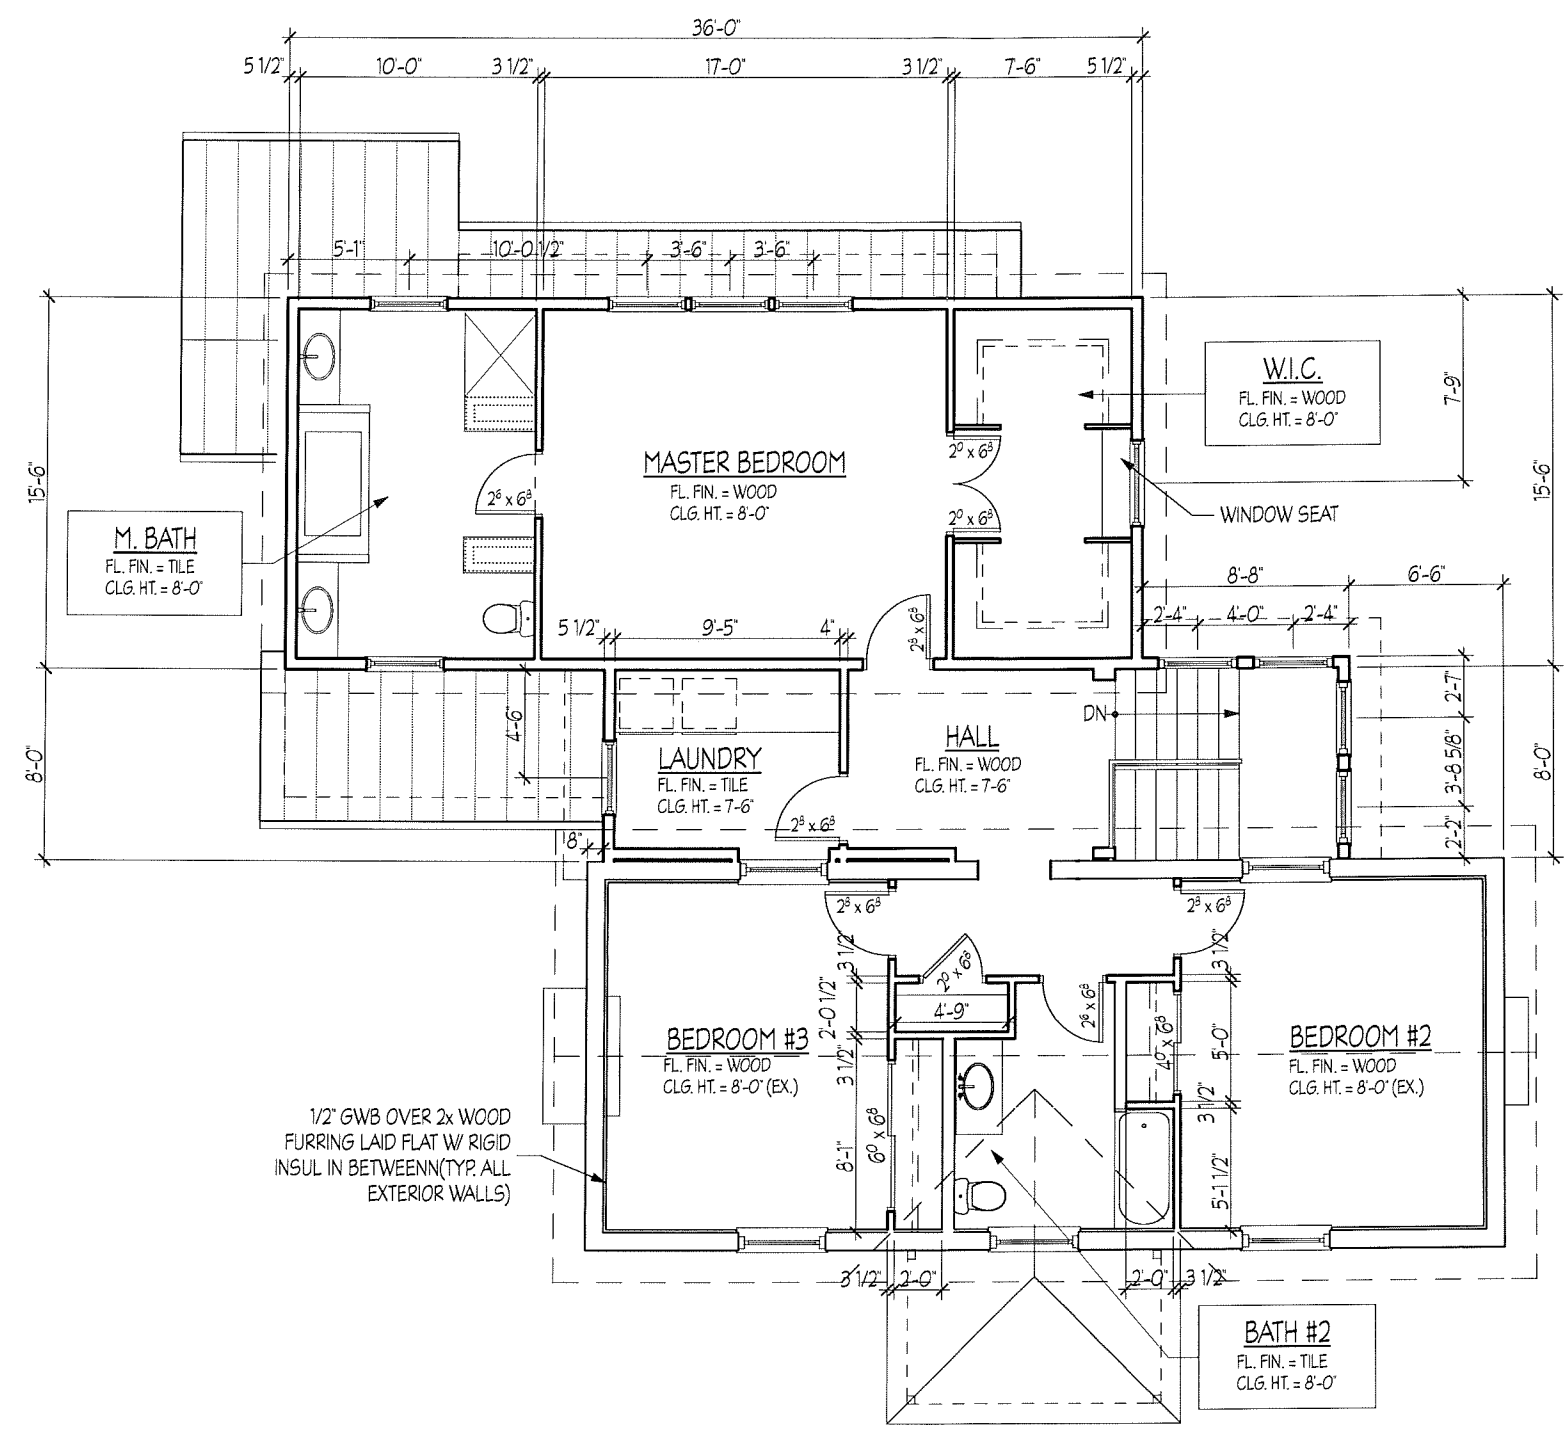 36'-0"
5 1/2"
10'-0"
3 1/2"
17'-0"
3 1/2"
7'-6"
5 1/2"
5'-1"
10'-0 1/2"
3'-6"
3'-6"
15'-6"
8'-0"
7'-9"
15'-6"
8'-0"
W.I.C.
FL. FIN. = WOOD
CLG. HT. = 8'-0"
2⁰ x 6⁸
2⁰ x 6⁸
WINDOW SEAT
MASTER BEDROOM
FL. FIN. = WOOD
CLG. HT. = 8'-0"
2⁶ x 6⁸
M. BATH
FL. FIN. = TILE
CLG. HT. = 8'-0"
8'-8"
6'-6"
2'-4"
4'-0"
2'-4"
5 1/2"
9'-5"
4"
2⁸ x 6⁸
4'-6"
2'-7"
3'-8 5/8"
2'-2"
DN
HALL
FL. FIN. = WOOD
CLG. HT. = 7'-6"
LAUNDRY
FL. FIN. = TILE
CLG. HT. = 7'-6"
2⁸ x 6⁸
8"
2⁸ x 6⁸
2⁸ x 6⁸
3 1/2"
2⁰ x 6⁸
3 1/2"
2'-0 1/2"
4'-9"
2⁶ x 6⁸
4⁰ x 6⁸
5'-0"
BEDROOM #3
FL. FIN. = WOOD
CLG. HT. = 8'-0" (EX.)
BEDROOM #2
FL. FIN. = WOOD
CLG. HT. = 8'-0" (EX.)
3 1/2"
3 1/2"
8'-1"
6⁰ x 6⁸
5'-1 1/2"
1/2" GWB OVER 2x WOOD
FURRING LAID FLAT W/ RIGID
INSUL IN BETWEENN(TYP. ALL
EXTERIOR WALLS)
3 1/2"
2'-0"
2'-0"
3 1/2"
BATH #2
FL. FIN. = TILE
CLG. HT. = 8'-0"